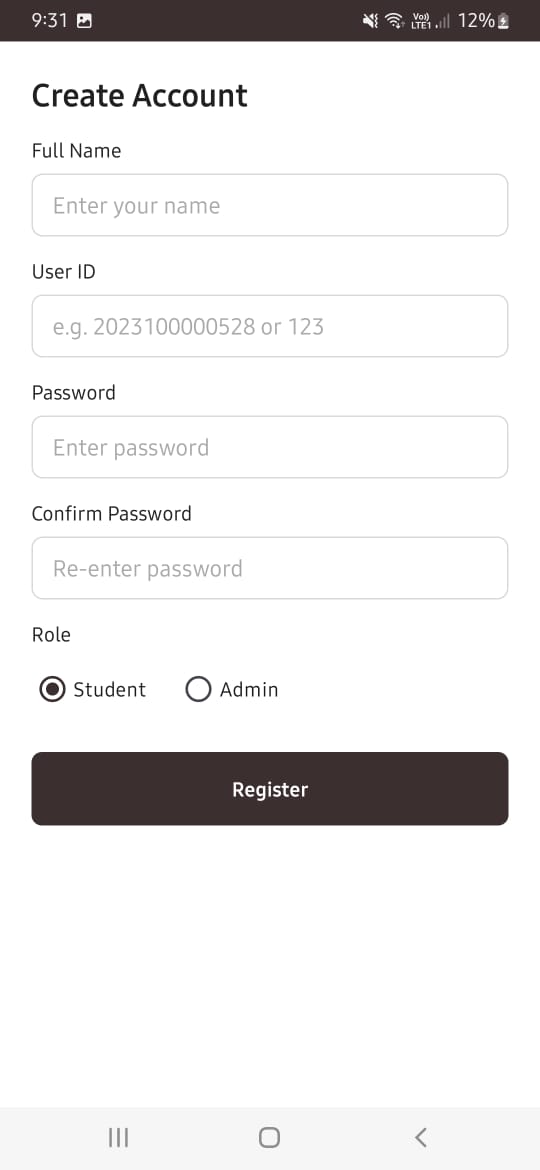 9:31 Vo)) LTE1 12%
Create Account
Full Name
Enter your name
User ID
e.g. 2023100000528 or 123
Password
Enter password
Confirm Password
Re-enter password
Role
Student Admin
Register